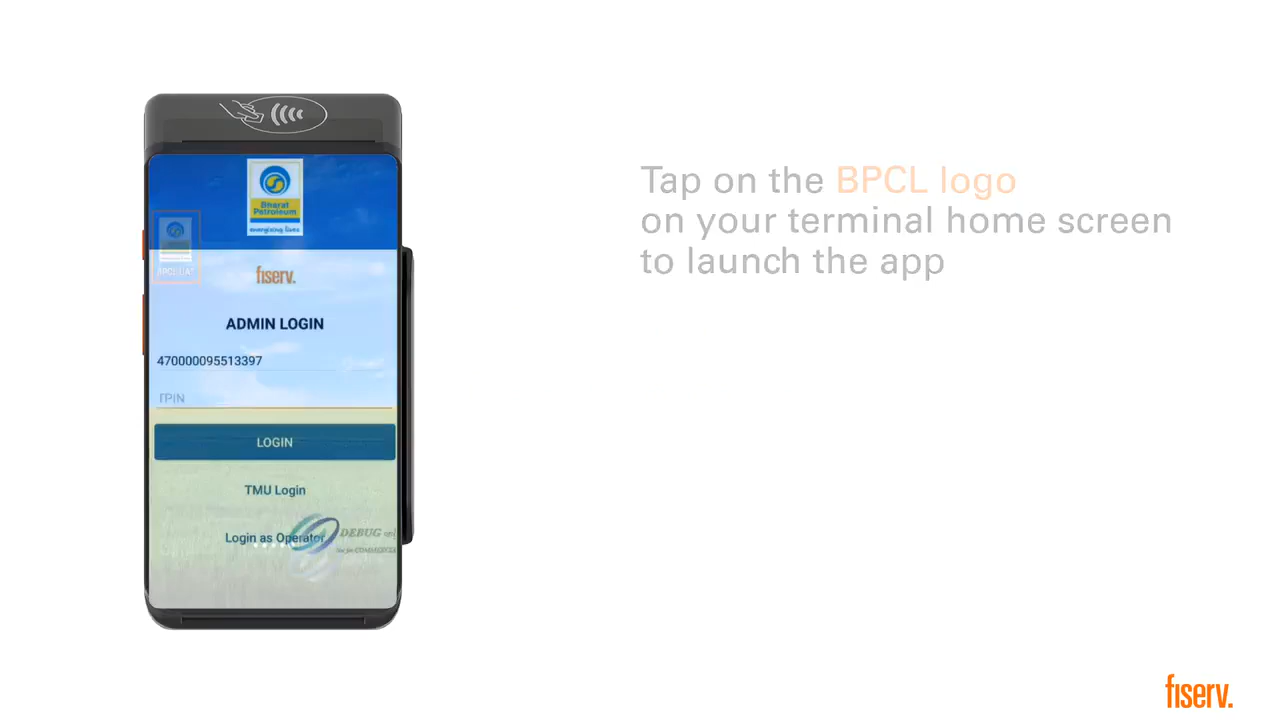 Bharat
Petroleum
energising lives
fiserv.
ADMIN LOGIN
470000095513397
LOGIN
TMU Login
Login as Operator
DEBUG
Tap on the BPCL logo
on your terminal home screen
to launch the app
fiserv.